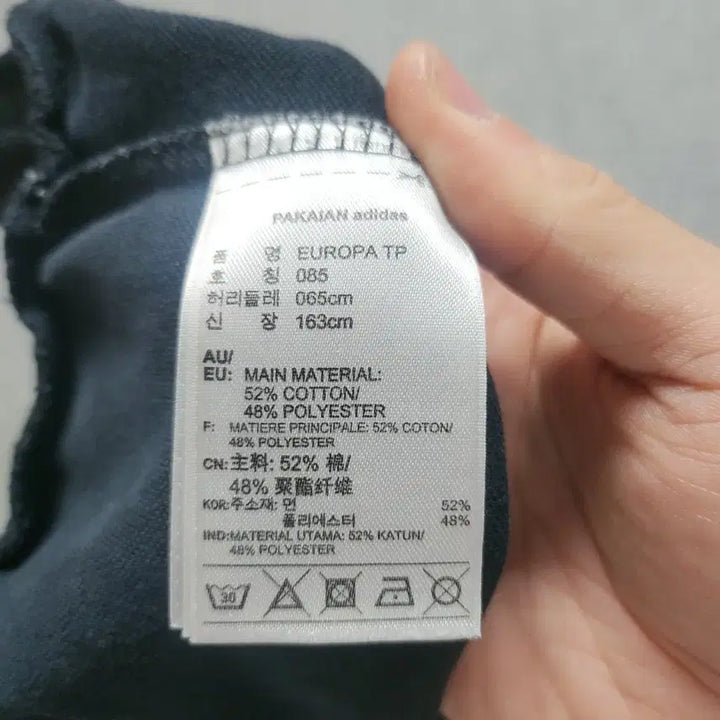 PAKAIAN adidas
품 명 EUROPA TP
호 칭 085
허리둘레 065cm
신 장 163cm
AU/
EU: MAIN MATERIAL:
52% COTTON/
48% POLYESTER
F: MATIERE PRINCIPALE: 52% COTON/
48% POLYESTER
CN:主料: 52% 棉/
48% 聚酯纤维
KOR:주소재: 면 52%
폴리에스터 48%
IND:MATERIAL UTAMA: 52% KATUN/
48% POLYESTER
30